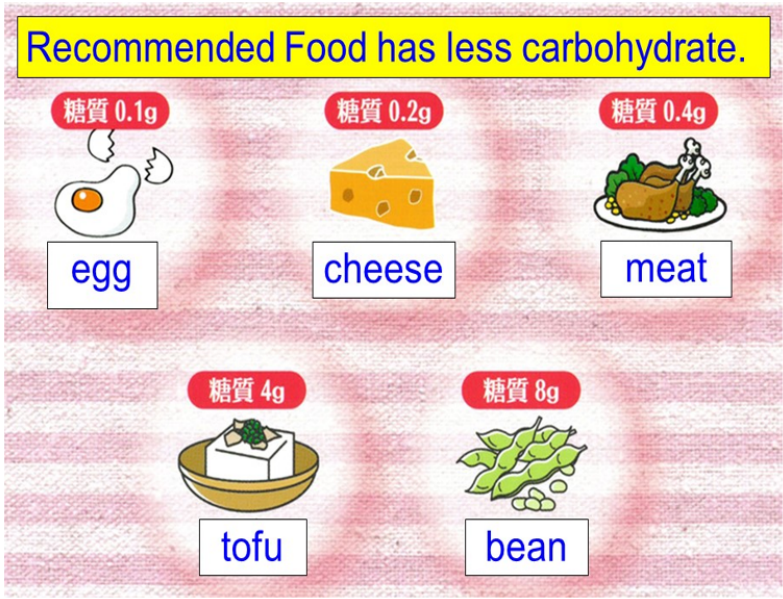 Recommended Food has less carbohydrate.
糖質 0.1g
糖質 0.2g
糖質 0.4g
egg
cheese
meat
糖質 4g
糖質 8g
tofu
bean